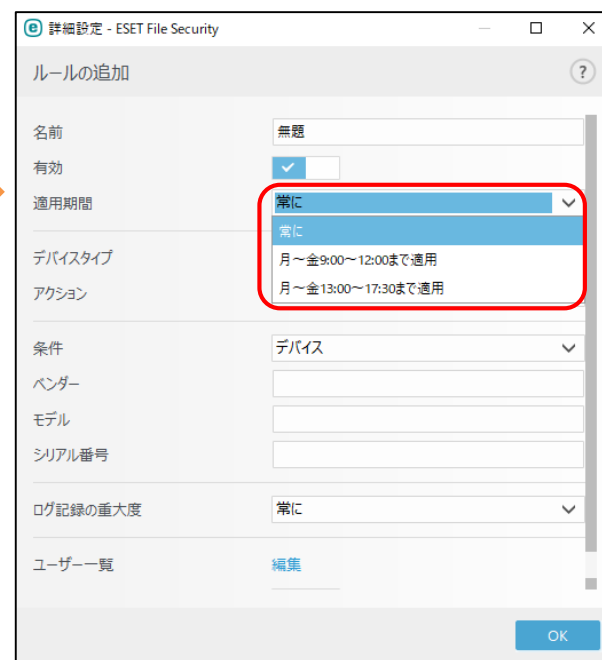 e 詳細設定 - ESET File Security
ルールの追加 ?
名前 無題
有効
適用期間 常に
常に
デバイスタイプ 月～金9:00～12:00まで適用
アクション 月～金13:00～17:30まで適用
条件 デバイス
ベンダー
モデル
シリアル番号
ログ記録の重大度 常に
ユーザー一覧 編集
OK